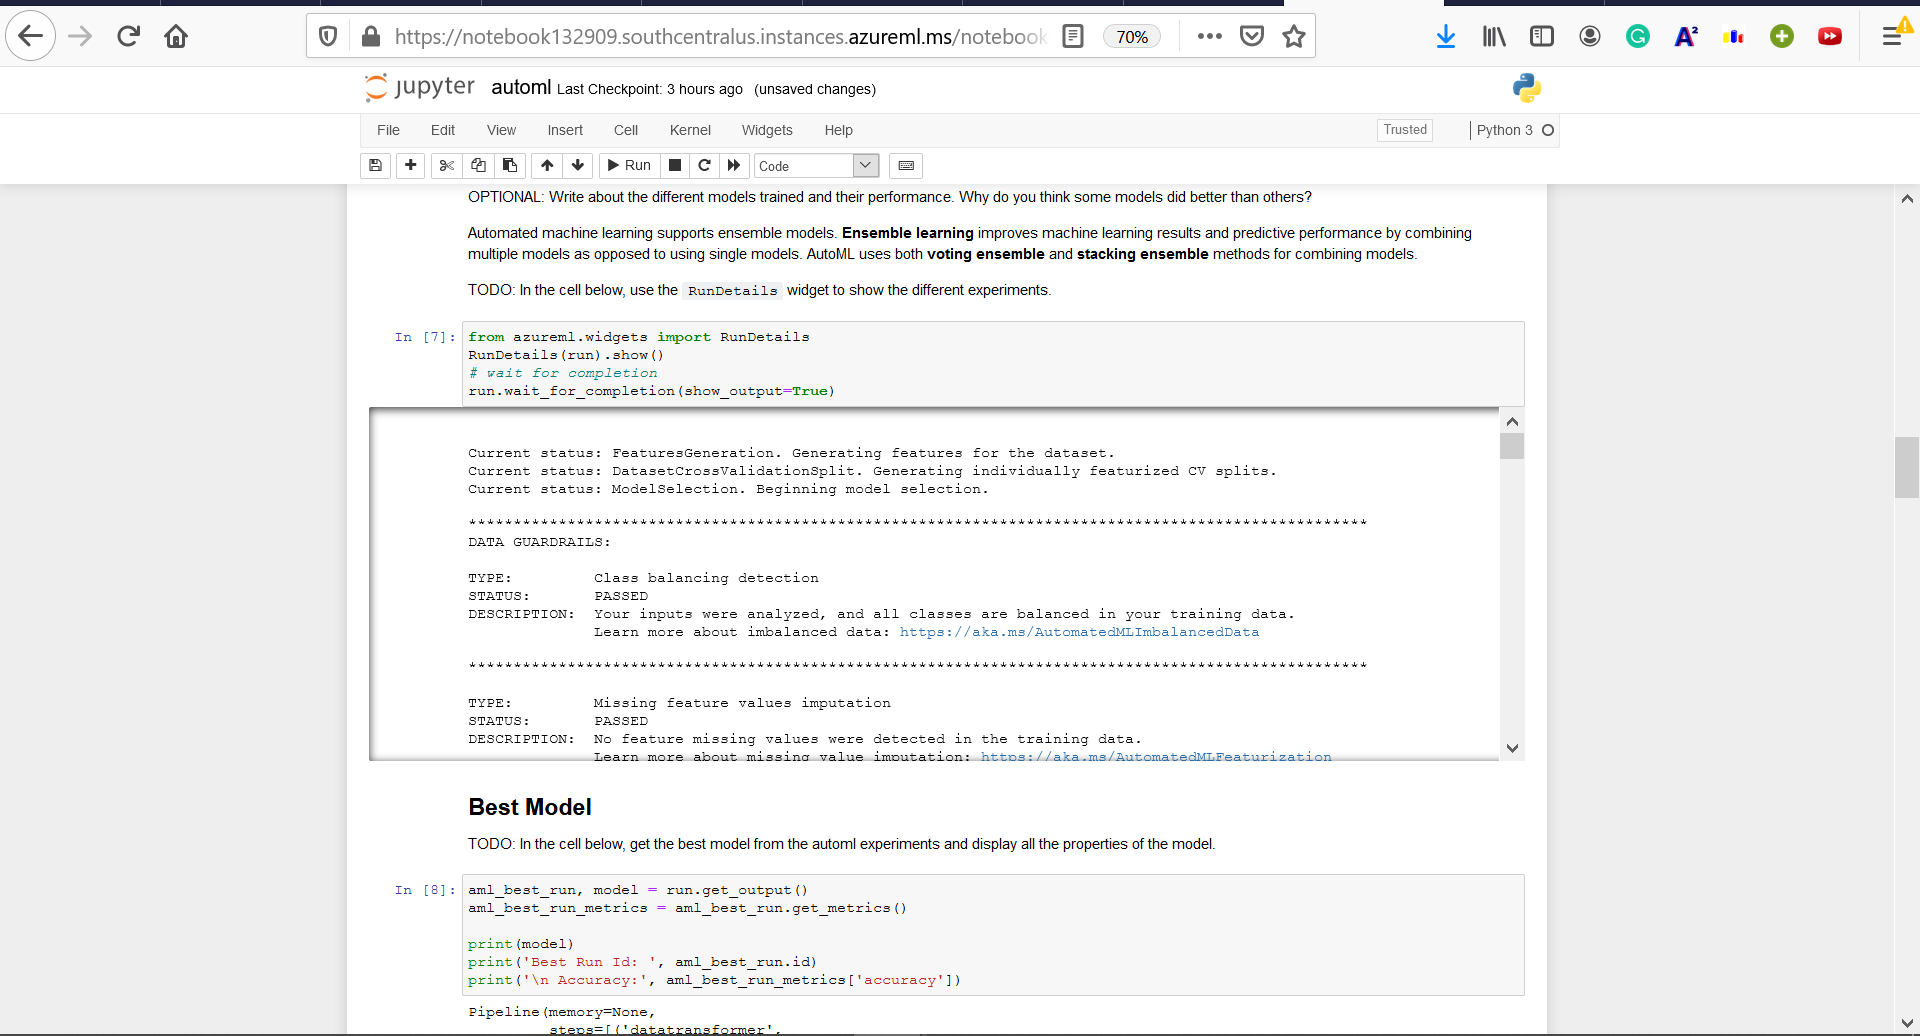 https://notebook132909.southcentralus.instances.azureml.ms/notebook
70%
jupyter automl Last Checkpoint: 3 hours ago (unsaved changes)
File Edit View Insert Cell Kernel Widgets Help Trusted Python 3
Run Code
OPTIONAL: Write about the different models trained and their performance. Why do you think some models did better than others?
Automated machine learning supports ensemble models. Ensemble learning improves machine learning results and predictive performance by combining
multiple models as opposed to using single models. AutoML uses both voting ensemble and stacking ensemble methods for combining models.
TODO: In the cell below, use the RunDetails widget to show the different experiments.
In [7]: from azureml.widgets import RunDetails
RunDetails(run).show()
# wait for completion
run.wait_for_completion(show_output=True)
Current status: FeaturesGeneration. Generating features for the dataset.
Current status: DatasetCrossValidationSplit. Generating individually featurized CV splits.
Current status: ModelSelection. Beginning model selection.
****************************************************************************************************
DATA GUARDRAILS:
TYPE: Class balancing detection
STATUS: PASSED
DESCRIPTION: Your inputs were analyzed, and all classes are balanced in your training data.
Learn more about imbalanced data: https://aka.ms/AutomatedMLImbalancedData
****************************************************************************************************
TYPE: Missing feature values imputation
STATUS: PASSED
DESCRIPTION: No feature missing values were detected in the training data.
Learn more about missing value imputation: https://aka.ms/AutomatedMLFeaturization
Best Model
TODO: In the cell below, get the best model from the automl experiments and display all the properties of the model.
In [8]: aml_best_run, model = run.get_output()
aml_best_run_metrics = aml_best_run.get_metrics()
print(model)
print('Best Run Id: ', aml_best_run.id)
print('\n Accuracy:', aml_best_run_metrics['accuracy'])
Pipeline(memory=None,
steps=[('datatransformer',